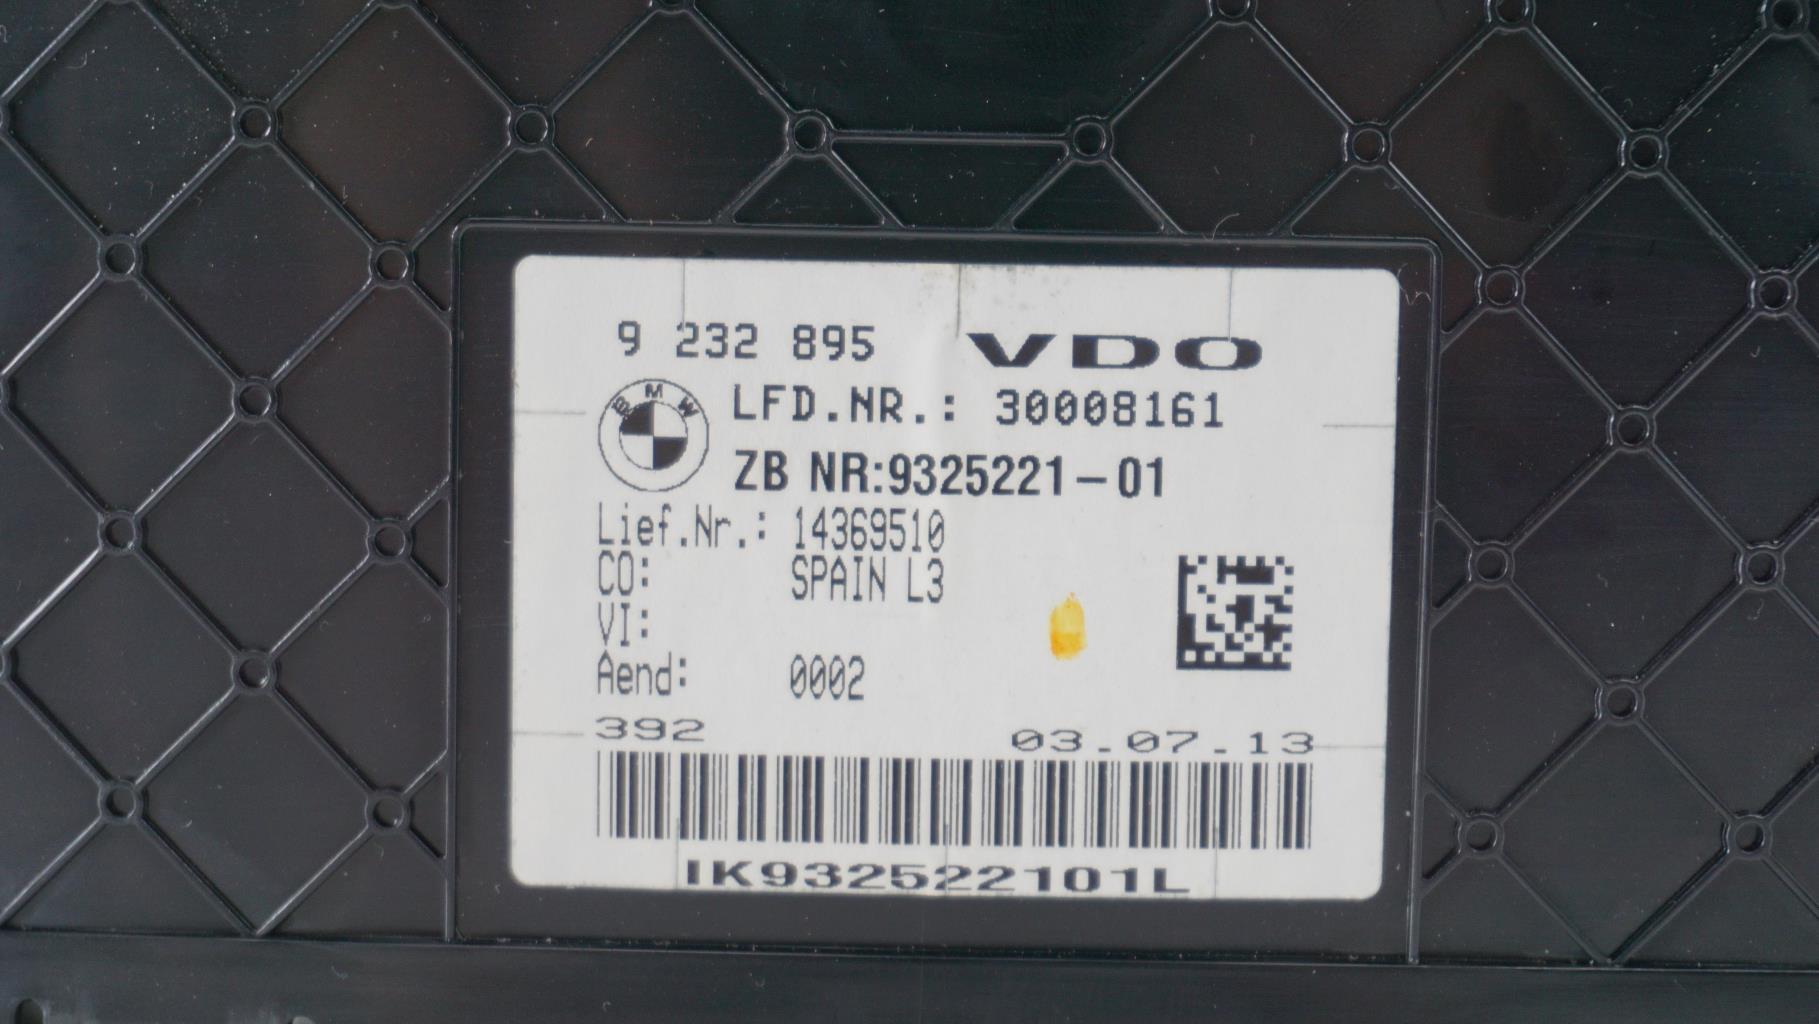 9 232 895 VDO
BMW
LFD.NR.: 30008161
ZB NR:9325221-01
Lief.Nr.: 14369510
CO: SPAIN L3
VI:
Aend: 0002
392 03.07.13
IK932522101L